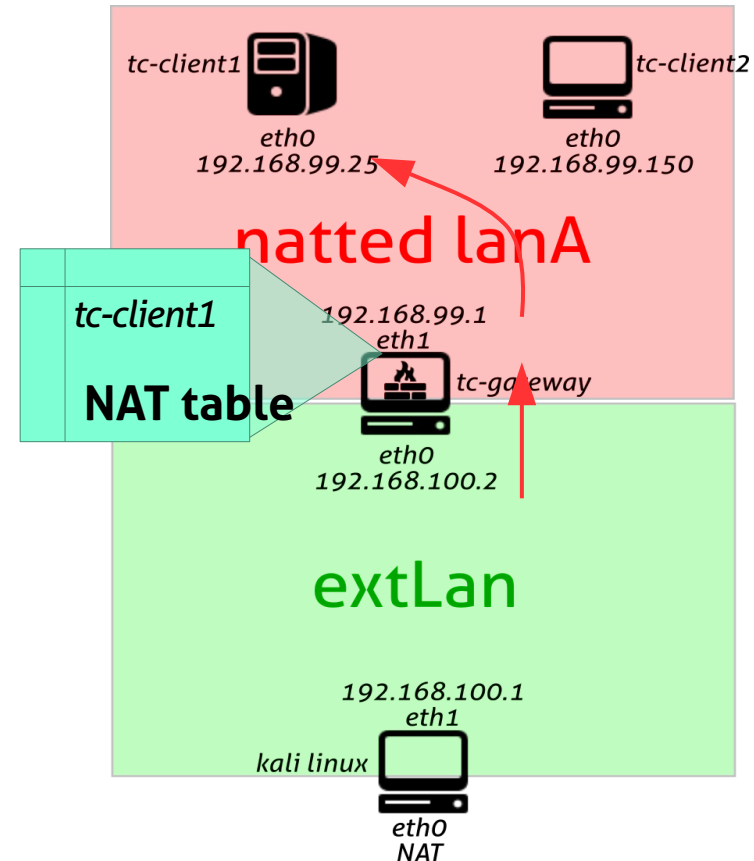 tc-client1
tc-client2
eth0
192.168.99.25
eth0
192.168.99.150
natted lanA
tc-client1
NAT table
192.168.99.1
eth1
tc-gateway
eth0
192.168.100.2
extLan
192.168.100.1
eth1
kali linux
eth0
NAT